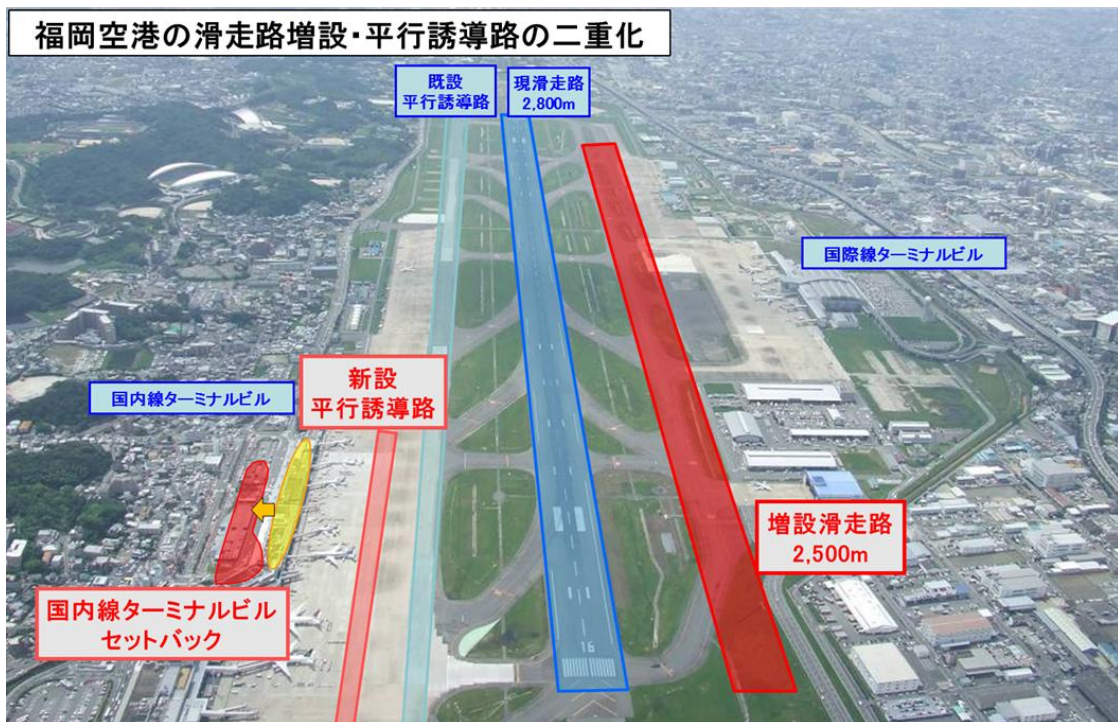 福岡空港の滑走路増設・平行誘導路の二重化
既設
平行誘導路
現滑走路
2,800m
国際線ターミナルビル
新設
平行誘導路
国内線ターミナルビル
増設滑走路
2,500m
国内線ターミナルビル
セットバック
16